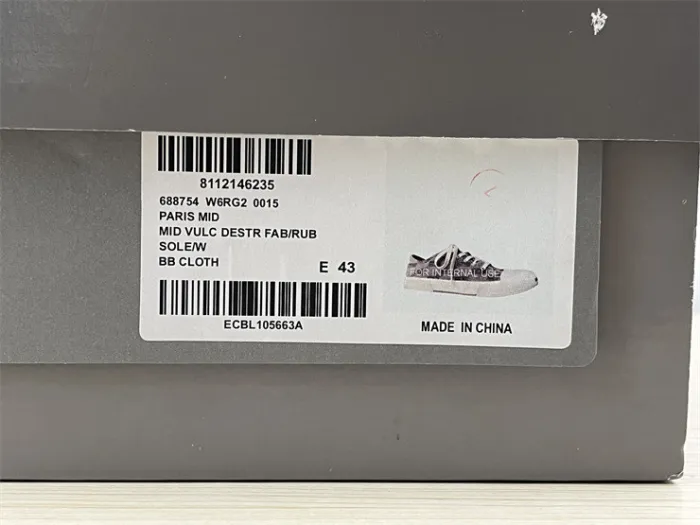 8112146235
688754 W6RG2 0015
PARIS MID
MID VULC DESTR FAB/RUB
SOLE/W
BB CLOTH
E 43
ECBL105663A
FOR INTERNAL USE
MADE IN CHINA